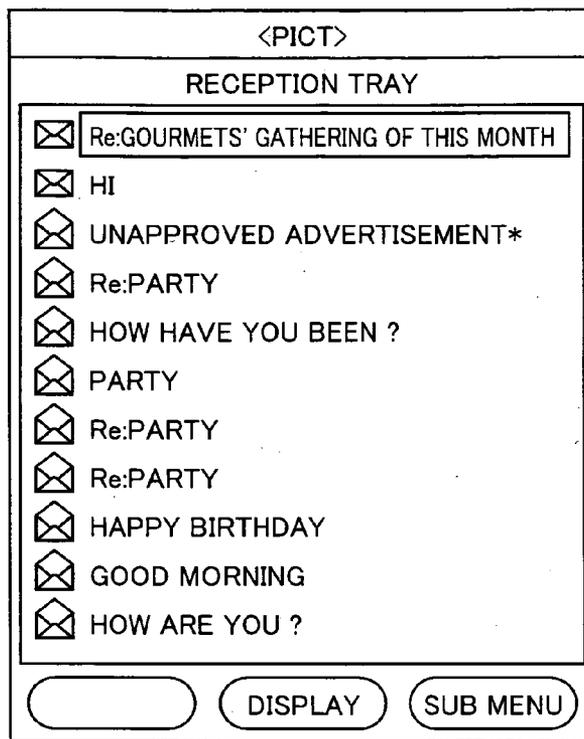 <PICT>
RECEPTION TRAY
Re:GOURMETS' GATHERING OF THIS MONTH
HI
UNAPPROVED ADVERTISEMENT*
Re:PARTY
HOW HAVE YOU BEEN ?
PARTY
Re:PARTY
Re:PARTY
HAPPY BIRTHDAY
GOOD MORNING
HOW ARE YOU ?
DISPLAY SUB MENU